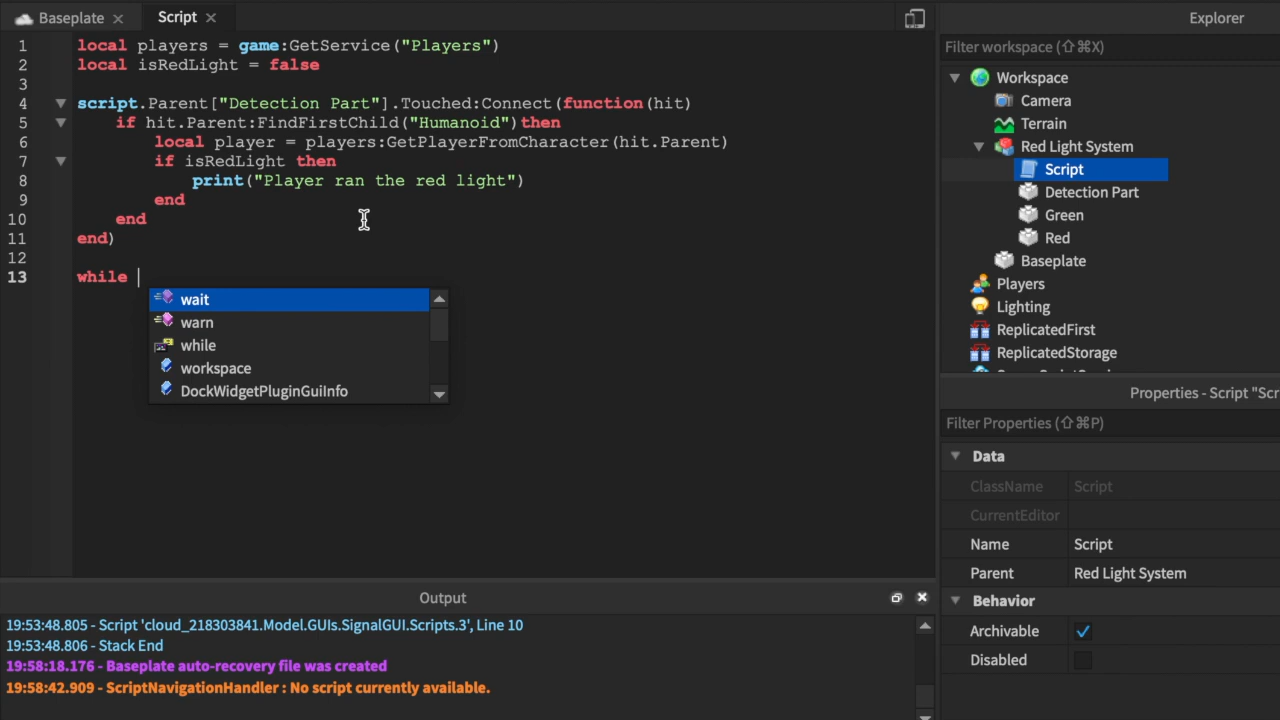 Baseplate
Script
Explorer
Filter workspace (⇧⌘X)
1 local players = game:GetService("Players")
2 local isRedLight = false
3
4 script.Parent["Detection Part"].Touched:Connect(function(hit)
5 if hit.Parent:FindFirstChild("Humanoid")then
6 local player = players:GetPlayerFromCharacter(hit.Parent)
7 if isRedLight then
8 print("Player ran the red light")
9 end
10 end
11 end)
12
13 while
wait
warn
while
workspace
DockWidgetPluginGuiInfo
Workspace
Camera
Terrain
Red Light System
Script
Detection Part
Green
Red
Baseplate
Players
Lighting
ReplicatedFirst
ReplicatedStorage
Properties - Script "Scr
Filter Properties (⇧⌘P)
Data
ClassName Script
CurrentEditor
Name Script
Parent Red Light System
Behavior
Archivable
Disabled
Output
19:53:48.805 - Script 'cloud_218303841.Model.GUIs.SignalGUI.Scripts.3', Line 10
19:53:48.806 - Stack End
19:58:18.176 - Baseplate auto-recovery file was created
19:58:42.909 - ScriptNavigationHandler : No script currently available.